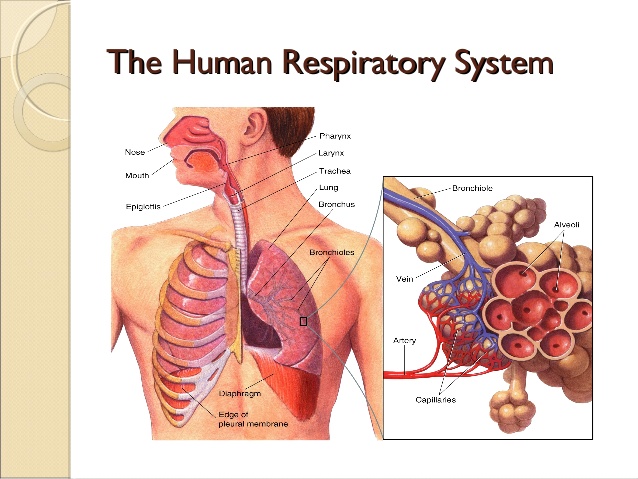 The Human Respiratory System
Nose
Mouth
Epiglottis
Pharynx
Larynx
Trachea
Lung
Bronchus
Bronchioles
Diaphragm
Edge of
pleural membrane
Bronchiole
Alveoli
Vein
Artery
Capillaries